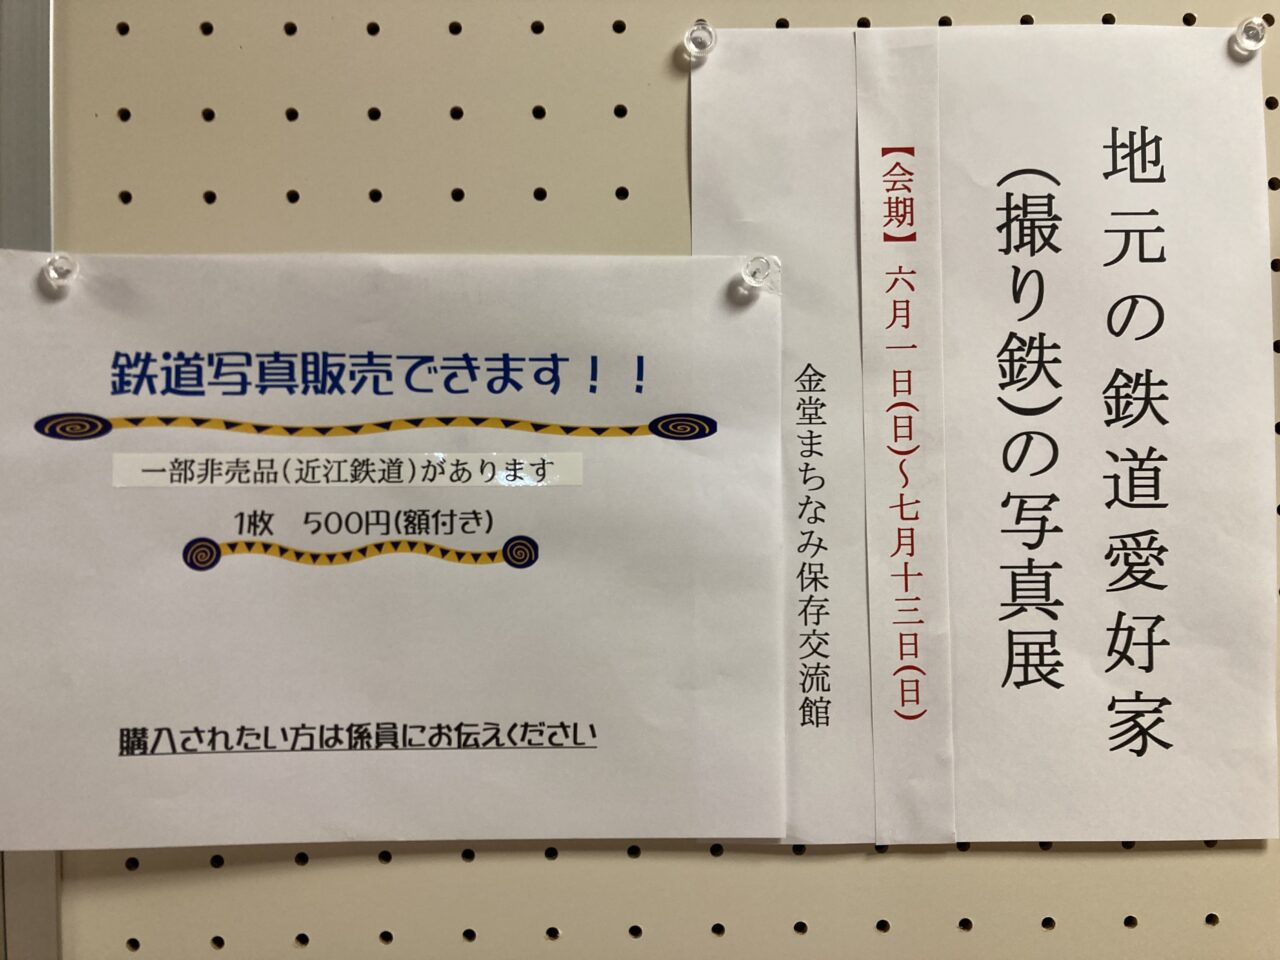 地元の鉄道愛好家
(撮り鉄)の写真展
【会期】 六月一日(日)～七月十三日(日)
金堂まちなみ保存交流館
鉄道写真販売できます！！
一部非売品(近江鉄道)があります
1枚　500円(額付き)
購入されたい方は係員にお伝えください